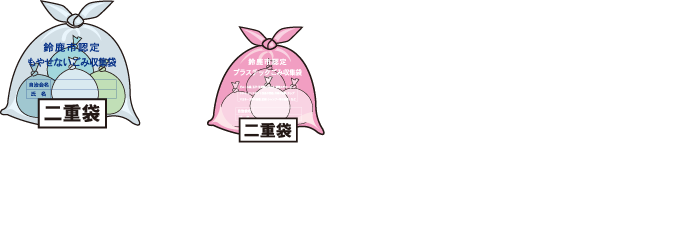 鈴鹿市認定
もやせないごみ収集袋
自治会名
氏 名
二重袋
鈴鹿市認定
プラスチックごみ収集袋
二重袋